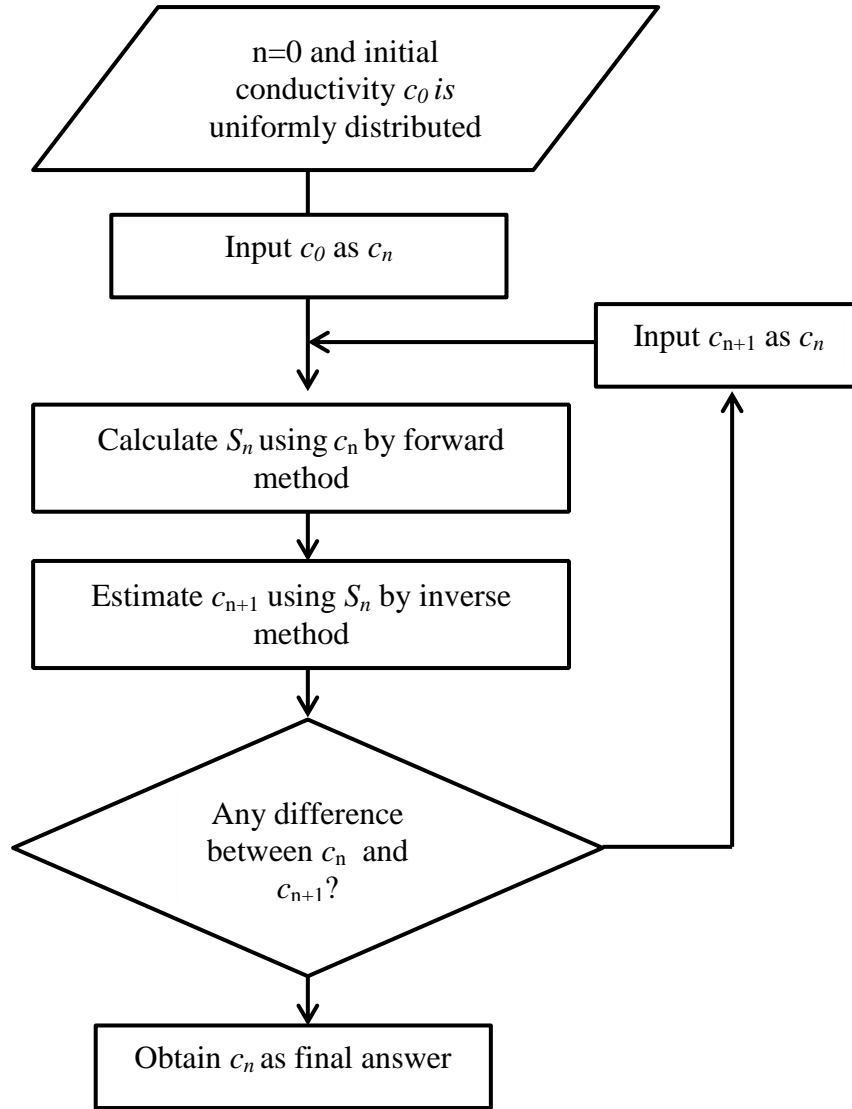 n=0 and initial
conductivity c0 is
uniformly distributed
Input c0 as cn
Input cn+1 as cn
Calculate Sn using cn by forward
method
Estimate cn+1 using Sn by inverse
method
Any difference
between cn and
cn+1?
Obtain cn as final answer